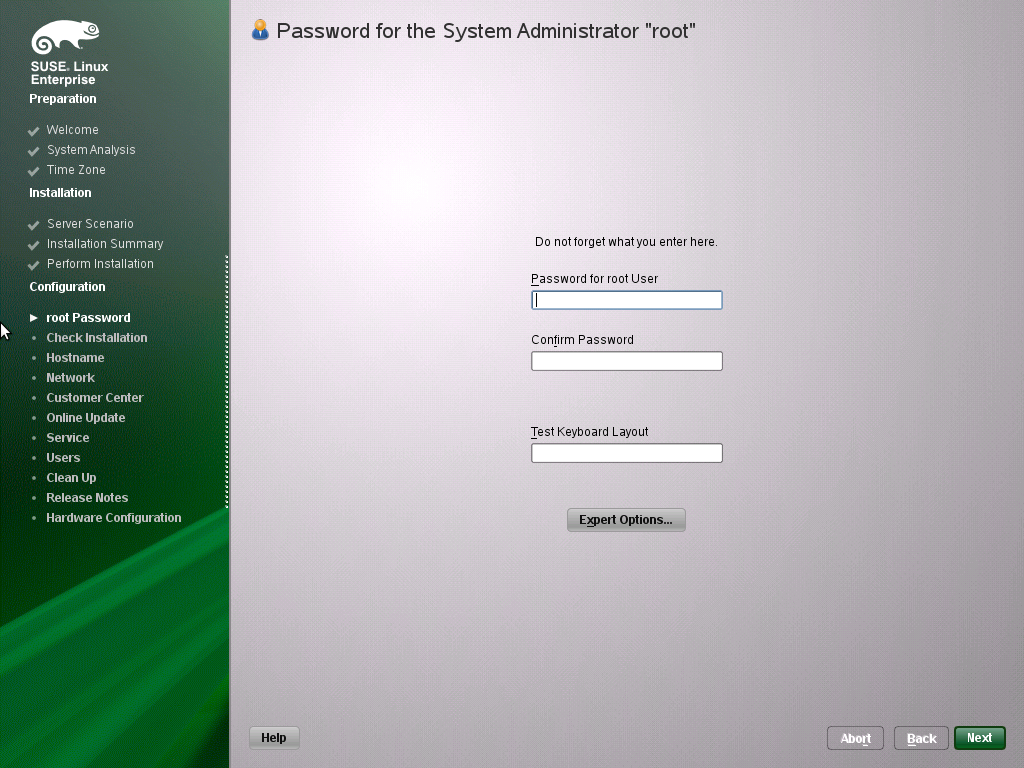 SUSE. Linux
Enterprise
Preparation
Welcome
System Analysis
Time Zone
Installation
Server Scenario
Installation Summary
Perform Installation
Configuration
root Password
Check Installation
Hostname
Network
Customer Center
Online Update
Service
Users
Clean Up
Release Notes
Hardware Configuration
Password for the System Administrator "root"
Do not forget what you enter here.
Password for root User
Confirm Password
Test Keyboard Layout
Expert Options...
Help
Abort
Back
Next